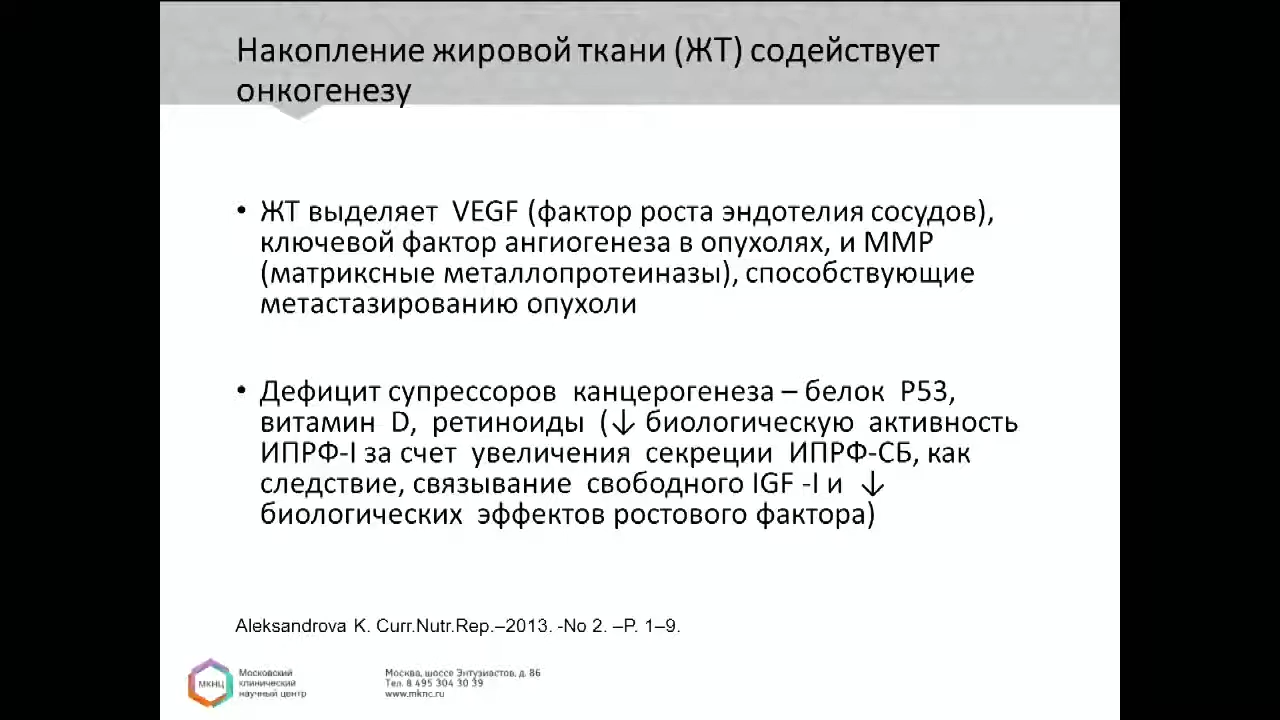 Накопление жировой ткани (ЖТ) содействует
онкогенезу
• ЖТ выделяет VEGF (фактор роста эндотелия сосудов),
ключевой фактор ангиогенеза в опухолях, и ММР
(матриксные металлопротеиназы), способствующие
метастазированию опухоли
• Дефицит супрессоров канцерогенеза – белок Р53,
витамин D, ретиноиды (↓ биологическую активность
ИПРФ-I за счет увеличения секреции ИПРФ-СБ, как
следствие, связывание свободного IGF -I и ↓
биологических эффектов ростового фактора)
Aleksandrova K. Curr.Nutr.Rep.–2013. -No 2. –P. 1–9.
МКНЦ
Московский
клинический
научный центр
Москва, шоссе Энтузиастов, д. 86
Тел. 8 495 304 30 39
www.mknc.ru